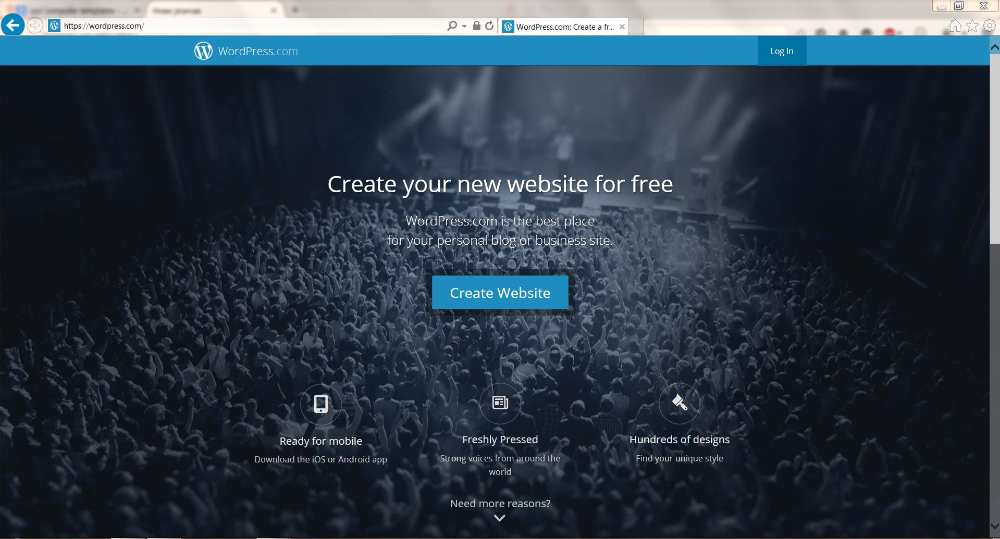 https://wordpress.com/
WordPress.com: Create a fr...
WordPress.com
Log In
Create your new website for free
WordPress.com is the best place
for your personal blog or business site.
Create Website
Ready for mobile
Download the iOS or Android app
Freshly Pressed
Strong voices from around the
world
Hundreds of designs
Find your unique style
Need more reasons?